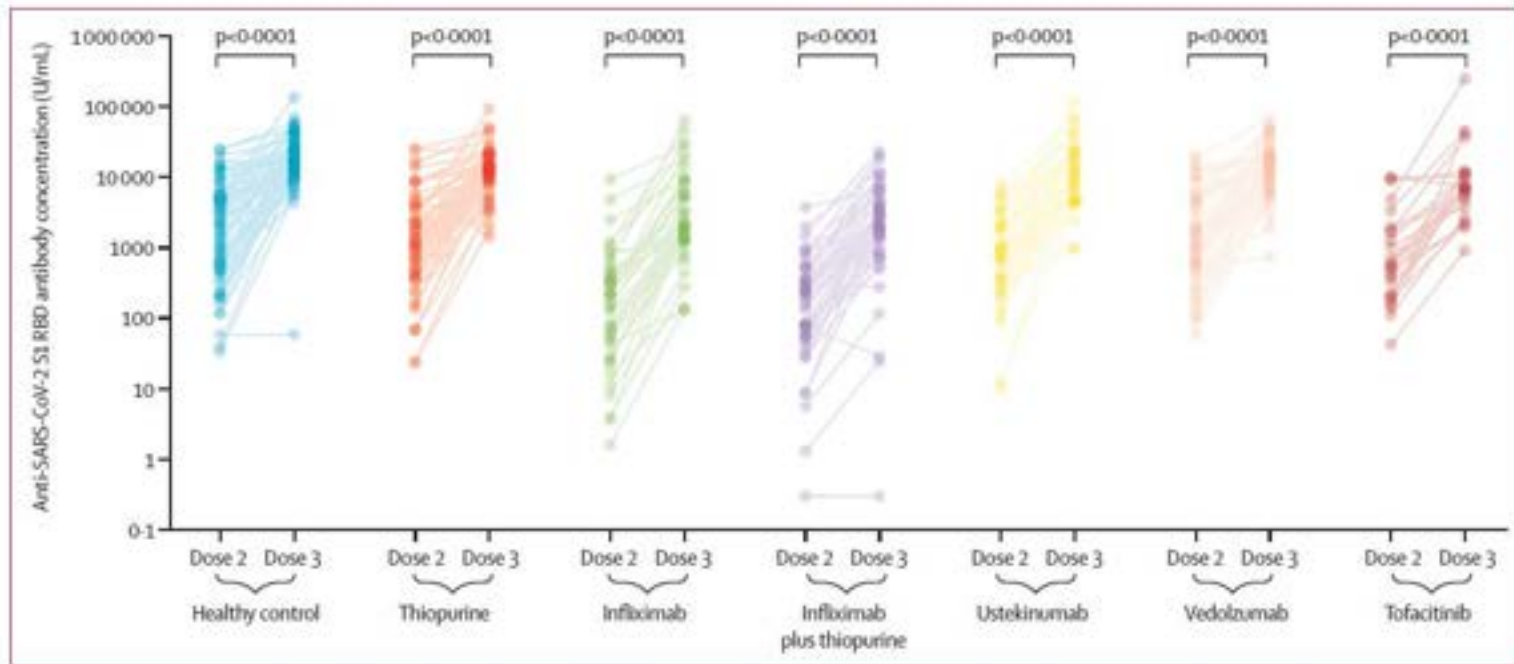 Anti-SARS-CoV-2 S1 RBD antibody concentration (U/mL)
1000000
100000
10000
1000
100
10
1
0·1
p<0·0001 p<0·0001 p<0·0001 p<0·0001 p<0·0001 p<0·0001 p<0·0001
Dose 2 Dose 3 Dose 2 Dose 3 Dose 2 Dose 3 Dose 2 Dose 3 Dose 2 Dose 3 Dose 2 Dose 3 Dose 2 Dose 3
Healthy control Thiopurine Infliximab Infliximab Ustekinumab Vedolzumab Tofacitinib
plus thiopurine